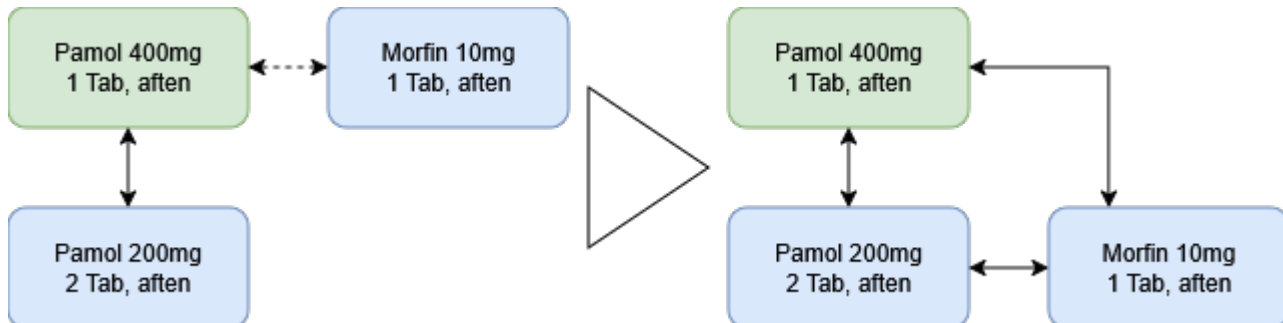 Pamol 400mg
1 Tab, aften
Morfin 10mg
1 Tab, aften
Pamol 200mg
2 Tab, aften
Pamol 400mg
1 Tab, aften
Pamol 200mg
2 Tab, aften
Morfin 10mg
1 Tab, aften